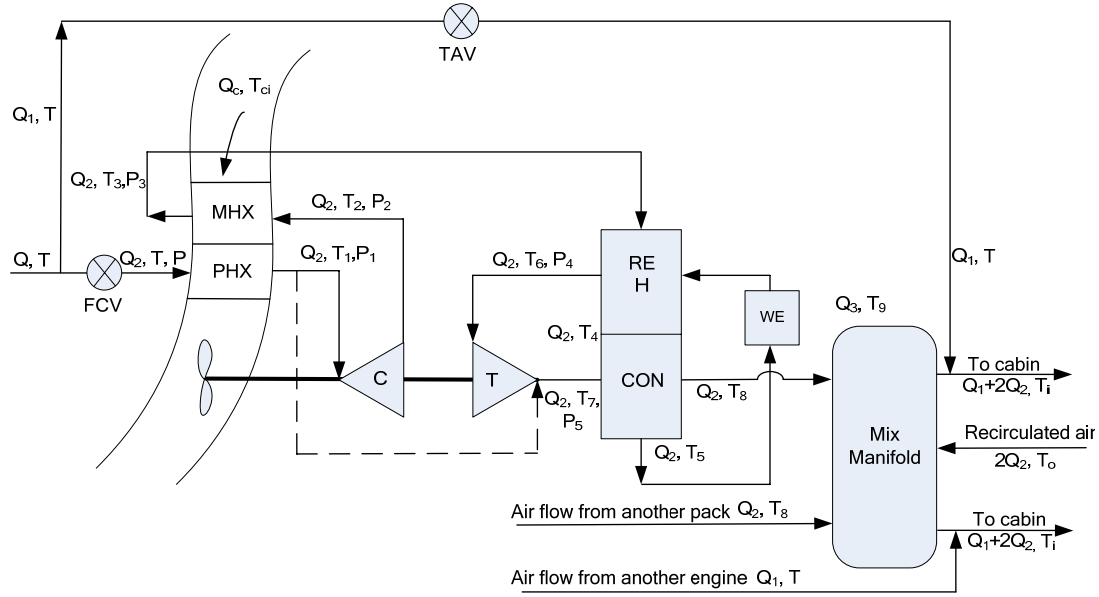 TAV
Q₁, T
Qc, Tci
Q₂, T₃,P₃
MHX
Q₂, T₂, P₂
Q, T
Q₂, T, P
PHX
Q₂, T₁,P₁
FCV
Q₂, T₆, P₄
RE
H
Q₁, T
WE
Q₃, T₉
Q₂, T₄
C
T
CON
Q₂, T₇,
P₅
Q₂, T₈
To cabin
Q₁+2Q₂, Tᵢ
Mix
Manifold
Recirculated air
2Q₂, Tₒ
Q₂, T₅
Air flow from another pack Q₂, T₈
To cabin
Q₁+2Q₂, Tᵢ
Air flow from another engine Q₁, T